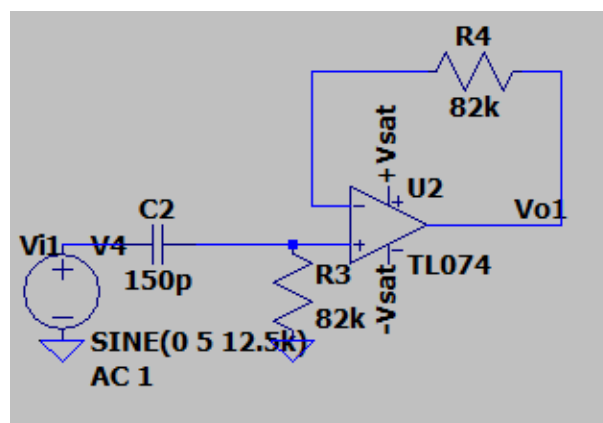 R4
82k
+Vsat
U2
C2
Vo1
Vi1
V4
150p
R3
TL074
-Vsat
82k
SINE(0 5 12.5k)
AC 1